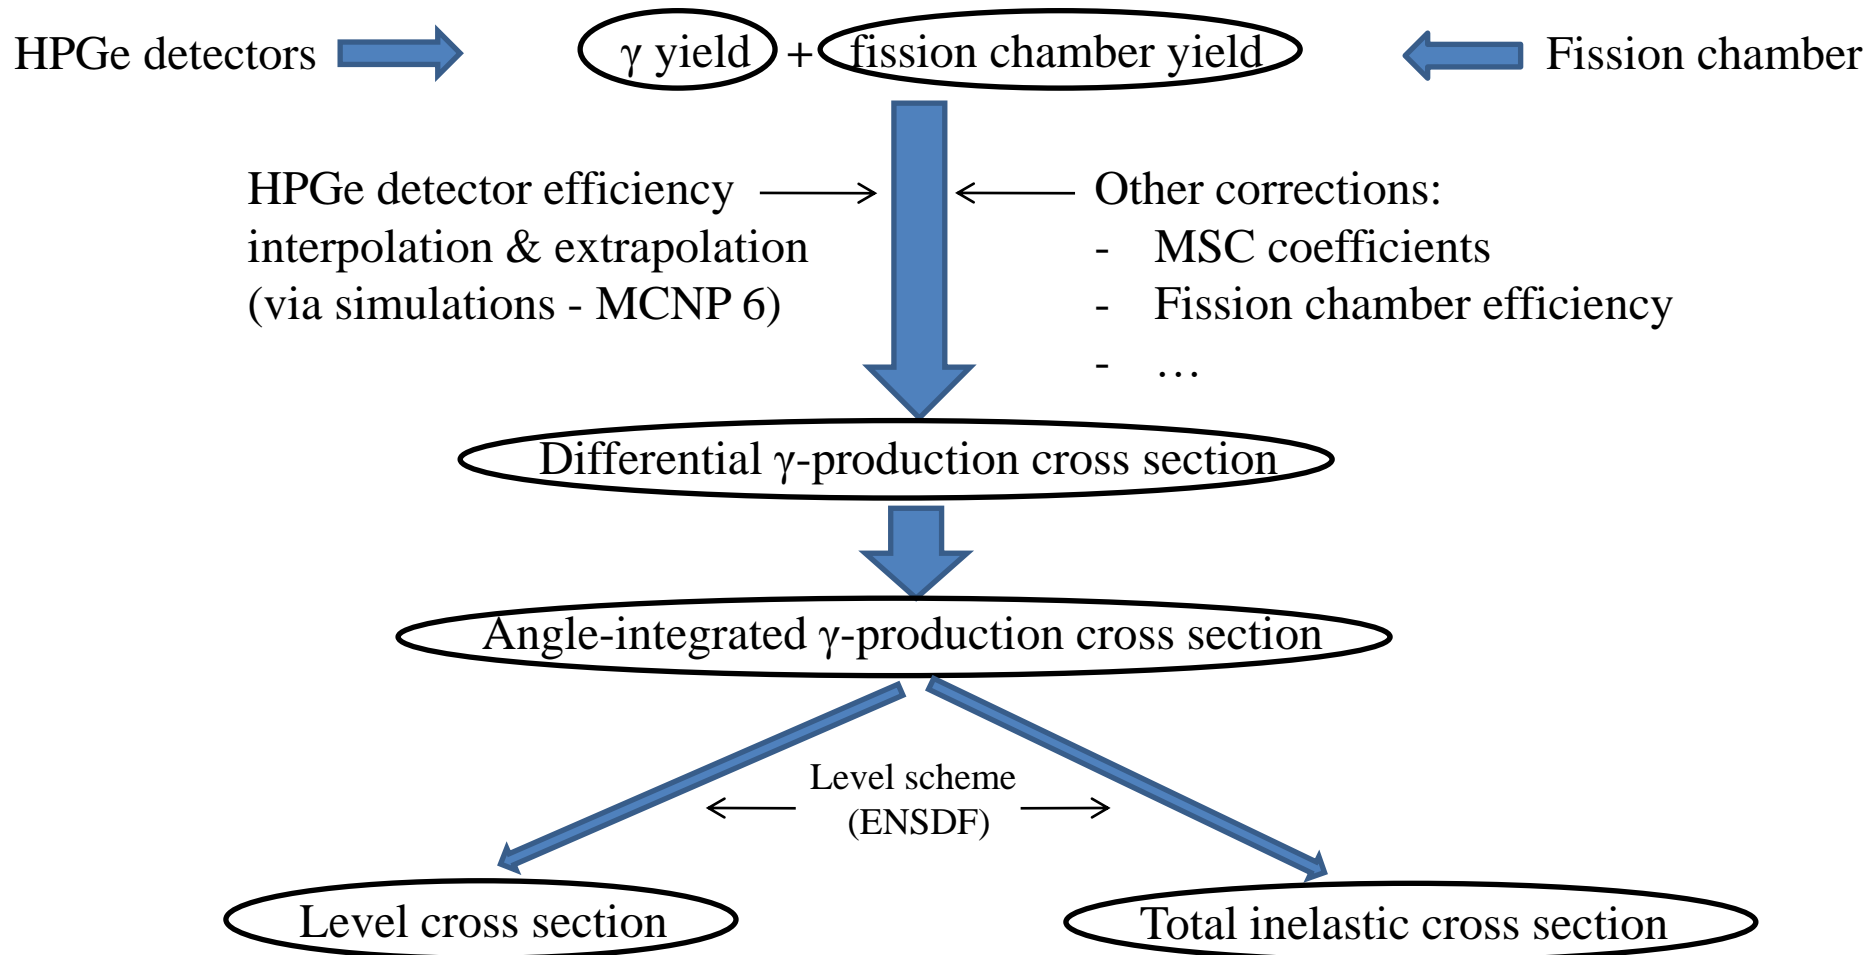 HPGe detectors
γ yield + fission chamber yield
Fission chamber
HPGe detector efficiency
interpolation & extrapolation
(via simulations - MCNP 6)
Other corrections:
- MSC coefficients
- Fission chamber efficiency
- …
Differential γ-production cross section
Angle-integrated γ-production cross section
Level scheme
(ENSDF)
Level cross section
Total inelastic cross section